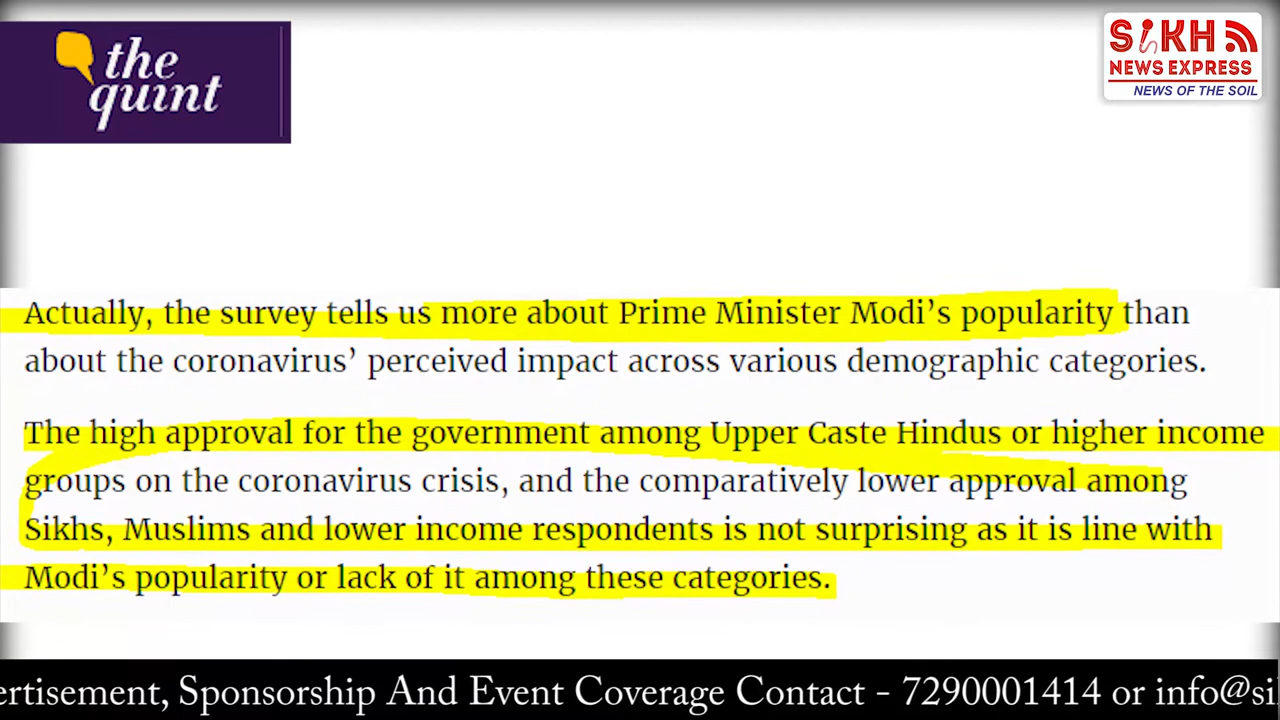 the
quint
SiKH
NEWS EXPRESS
NEWS OF THE SOIL
Actually, the survey tells us more about Prime Minister Modi’s popularity than
about the coronavirus’ perceived impact across various demographic categories.
The high approval for the government among Upper Caste Hindus or higher income
groups on the coronavirus crisis, and the comparatively lower approval among
Sikhs, Muslims and lower income respondents is not surprising as it is line with
Modi’s popularity or lack of it among these categories.
ertisement, Sponsorship And Event Coverage Contact - 7290001414 or info@si